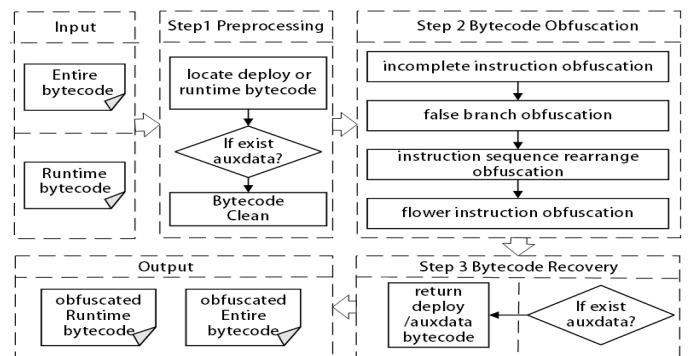 Input
Entire
bytecode
Runtime
bytecode
Step1 Preprocessing
locate deploy or
runtime bytecode
If exist
auxdata?
Bytecode
Clean
Step 2 Bytecode Obfuscation
incomplete instruction obfuscation
false branch obfuscation
instruction sequence rearrange
obfuscation
flower instruction obfuscation
Step 3 Bytecode Recovery
If exist
auxdata?
return
deploy
/auxdata
bytecode
Output
obfuscated
Runtime
bytecode
obfuscated
Entire
bytecode